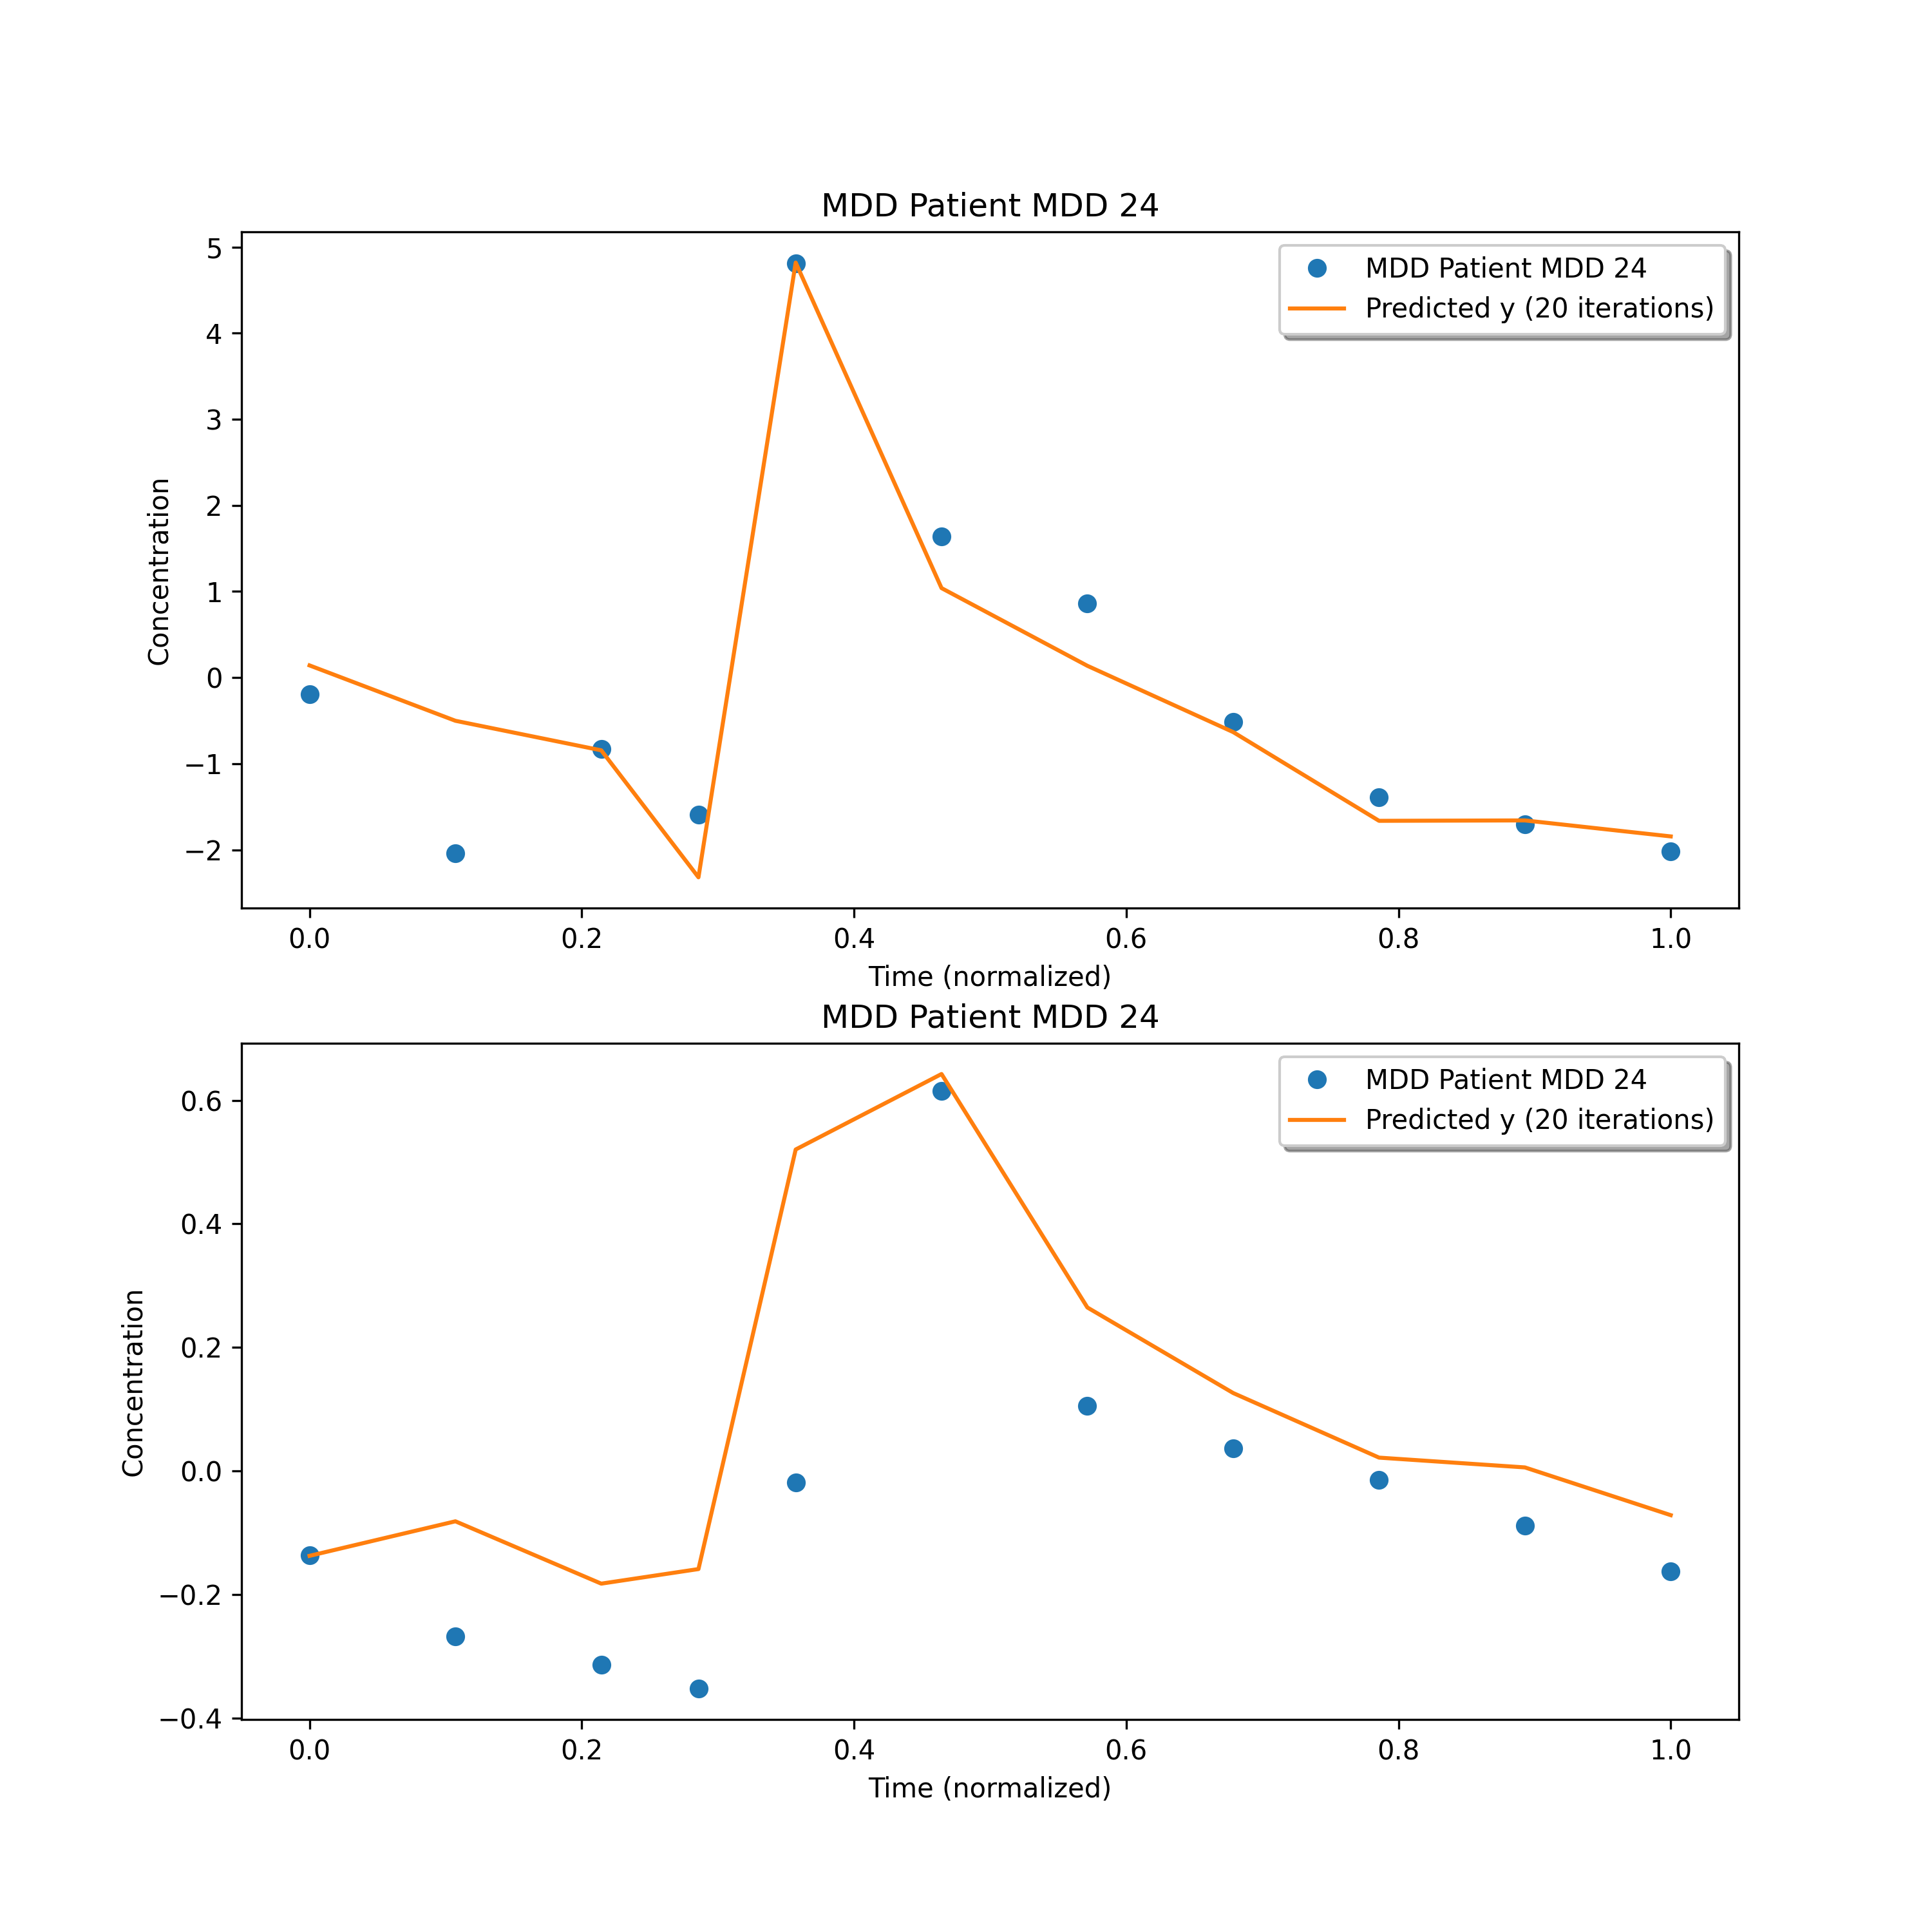 MDD Patient MDD 24
5
4
3
2
1
0
−1
−2
Concentration
MDD Patient MDD 24
Predicted y (20 iterations)
0.0 0.2 0.4 0.6 0.8 1.0
Time (normalized)
MDD Patient MDD 24
0.6
0.4
0.2
0.0
−0.2
−0.4
Concentration
MDD Patient MDD 24
Predicted y (20 iterations)
0.0 0.2 0.4 0.6 0.8 1.0
Time (normalized)